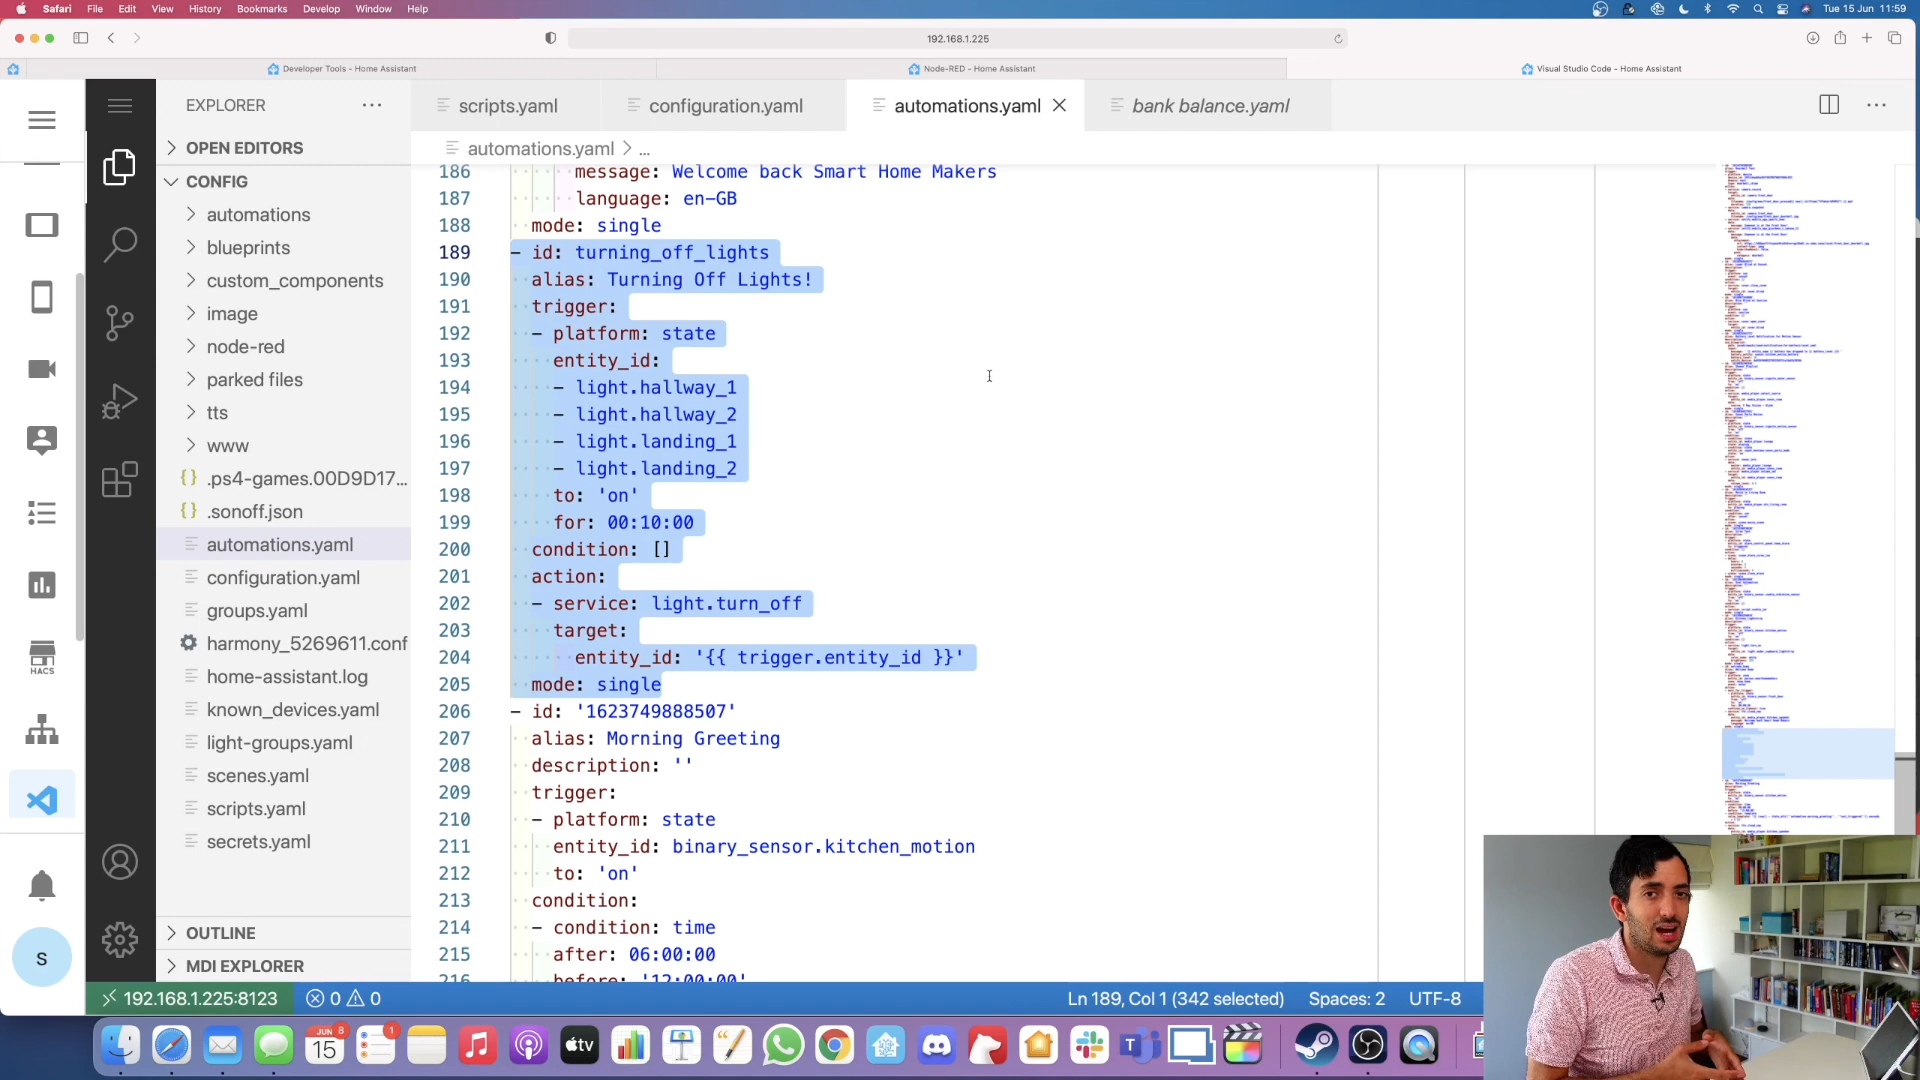 Safari File Edit View History Bookmarks Develop Window Help
Tue 15 Jun 11:59
192.168.1.225
Developer Tools - Home Assistant
Node-RED - Home Assistant
Visual Studio Code - Home Assistant
EXPLORER
scripts.yaml
configuration.yaml
automations.yaml
bank balance.yaml
OPEN EDITORS
automations.yaml > ...
CONFIG
automations
blueprints
custom_components
image
node-red
parked files
tts
www
.ps4-games.00D9D17...
.sonoff.json
automations.yaml
configuration.yaml
groups.yaml
harmony_5269611.conf
home-assistant.log
known_devices.yaml
light-groups.yaml
scenes.yaml
scripts.yaml
secrets.yaml
OUTLINE
MDI EXPLORER
HACS
S
186 message: Welcome back Smart Home Makers
187 language: en-GB
188 mode: single
189 - id: turning_off_lights
190 alias: Turning Off Lights!
191 trigger:
192 - platform: state
193 entity_id:
194 - light.hallway_1
195 - light.hallway_2
196 - light.landing_1
197 - light.landing_2
198 to: 'on'
199 for: 00:10:00
200 condition: []
201 action:
202 - service: light.turn_off
203 target:
204 entity_id: '{{ trigger.entity_id }}'
205 mode: single
206 - id: '1623749888507'
207 alias: Morning Greeting
208 description: ''
209 trigger:
210 - platform: state
211 entity_id: binary_sensor.kitchen_motion
212 to: 'on'
213 condition:
214 - condition: time
215 after: 06:00:00
216 before: '12:00:00'
192.168.1.225:8123
0 0
Ln 189, Col 1 (342 selected)
Spaces: 2
UTF-8
JUN
15
8
1
tv